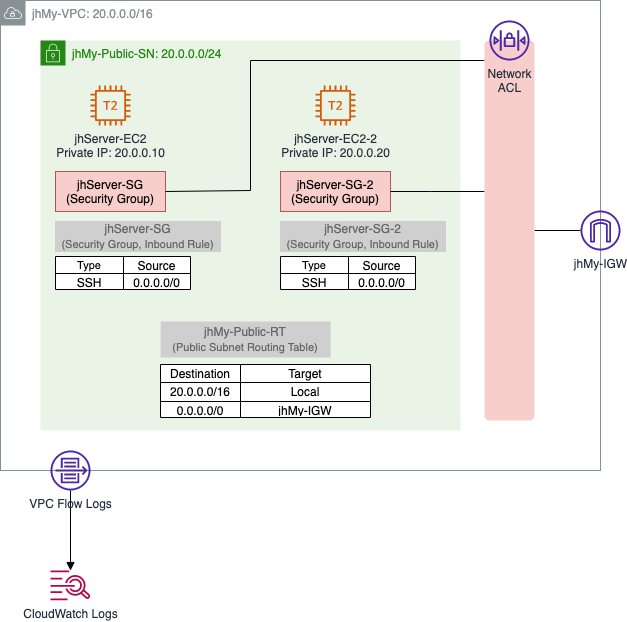 jhMy-VPC: 20.0.0.0/16
jhMy-Public-SN: 20.0.0.0/24
Network
ACL
T2
jhServer-EC2
Private IP: 20.0.0.10
T2
jhServer-EC2-2
Private IP: 20.0.0.20
jhServer-SG
(Security Group)
jhServer-SG-2
(Security Group)
jhServer-SG
(Security Group, Inbound Rule)
Type Source
SSH 0.0.0.0/0
jhServer-SG-2
(Security Group, Inbound Rule)
Type Source
SSH 0.0.0.0/0
jhMy-IGW
jhMy-Public-RT
(Public Subnet Routing Table)
Destination Target
20.0.0.0/16 Local
0.0.0.0/0 jhMy-IGW
VPC Flow Logs
CloudWatch Logs